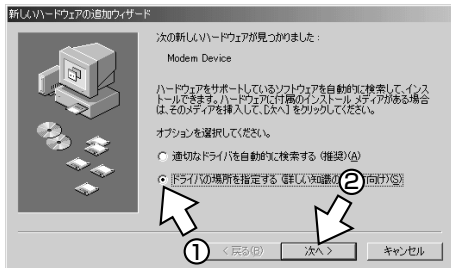 新しいハードウェアの追加ウィザード
次の新しいハードウェアが見つかりました:
Modem Device
ハードウェアをサポートしているソフトウェアを自動的に検索して、インス
トールできます。ハードウェアに付属のインストール メディアがある場合
は、そのメディアを挿入して、[次へ] をクリックしてください。
オプションを選択してください。
適切なドライバを自動的に検索する (推奨)(A)
ドライバの場所を指定する (詳しい知識の 方向け)(S)
②
①
< 戻る(B)
次へ >
キャンセル